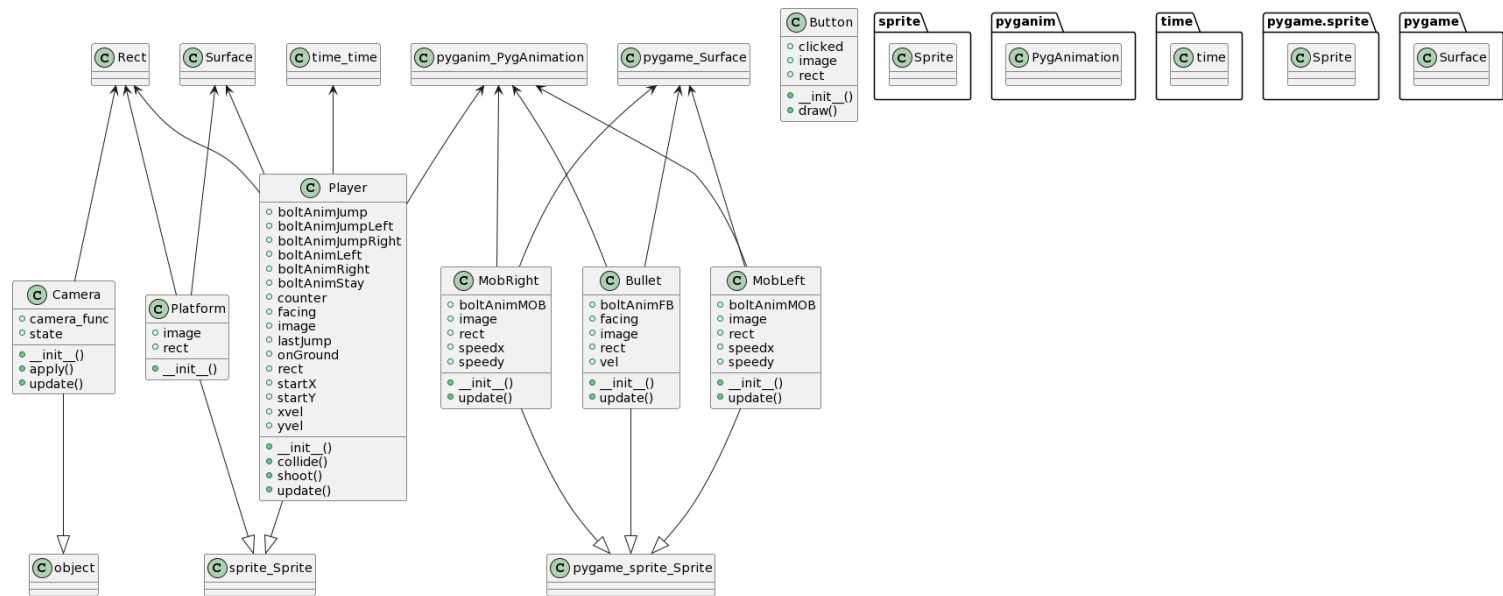 C Rect
C Surface
C time_time
C pyganim_PygAnimation
C pygame_Surface
C Button
clicked
image
rect
__init__()
draw()
sprite
C Sprite
pyganim
C PygAnimation
time
C time
pygame.sprite
C Sprite
pygame
C Surface
C Camera
camera_func
state
__init__()
apply()
update()
C Platform
image
rect
__init__()
C Player
boltAnimJump
boltAnimJumpLeft
boltAnimJumpRight
boltAnimLeft
boltAnimRight
boltAnimStay
counter
facing
image
lastJump
onGround
rect
startX
startY
xvel
yvel
__init__()
collide()
shoot()
update()
C MobRight
boltAnimMOB
image
rect
speedx
speedy
__init__()
update()
C Bullet
boltAnimFB
facing
image
rect
vel
__init__()
update()
C MobLeft
boltAnimMOB
image
rect
speedx
speedy
__init__()
update()
C object
C sprite_Sprite
C pygame_sprite_Sprite